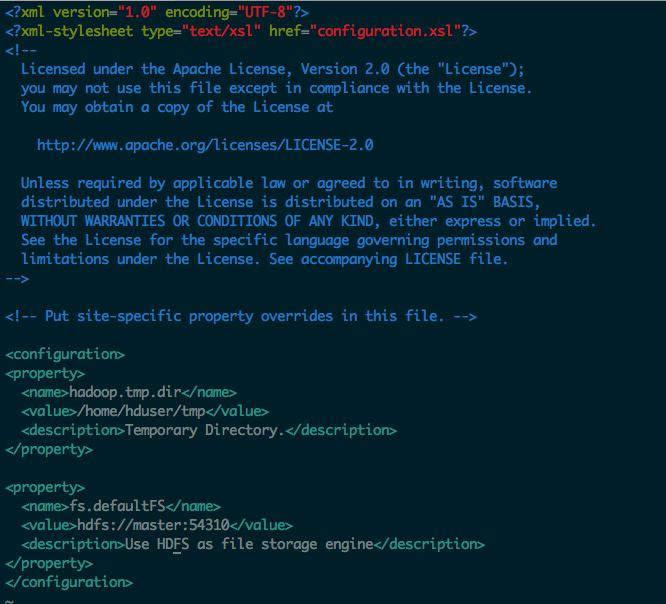 <?xml version="1.0" encoding="UTF-8"?>
<?xml-stylesheet type="text/xsl" href="configuration.xsl"?>
<!--
  Licensed under the Apache License, Version 2.0 (the "License");
  you may not use this file except in compliance with the License.
  You may obtain a copy of the License at

    http://www.apache.org/licenses/LICENSE-2.0

  Unless required by applicable law or agreed to in writing, software
  distributed under the License is distributed on an "AS IS" BASIS,
  WITHOUT WARRANTIES OR CONDITIONS OF ANY KIND, either express or implied.
  See the License for the specific language governing permissions and
  limitations under the License. See accompanying LICENSE file.
-->

<!-- Put site-specific property overrides in this file. -->

<configuration>
<property>
  <name>hadoop.tmp.dir</name>
  <value>/home/hduser/tmp</value>
  <description>Temporary Directory.</description>
</property>

<property>
  <name>fs.defaultFS</name>
  <value>hdfs://master:54310</value>
  <description>Use HDFS as file storage engine</description>
</property>
</configuration>
~